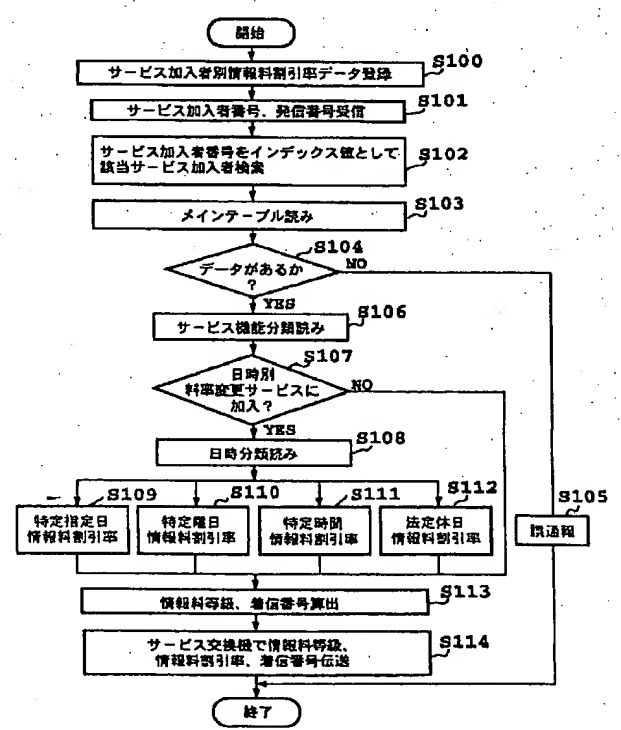 開始
サービス加入者別情報料割引率データ登録
S100
サービス加入者番号、発信番号受信
S101
サービス加入者番号をインデックス値として
該当サービス加入者検索
S102
メインテーブル読み
S103
データがあるか
?
S104
NO
YES
サービス機能分類読み
S106
日時別
料率変更サービスに
加入?
S107
NO
YES
日時分類読み
S108
特定指定日
情報料割引率
S109
特定曜日
情報料割引率
S110
特定時間
情報料割引率
S111
法定休日
情報料割引率
S112
誤通報
S105
情報料等級、着信番号算出
S113
サービス交換機で情報料等級、
情報料割引率、着信番号伝送
S114
終了